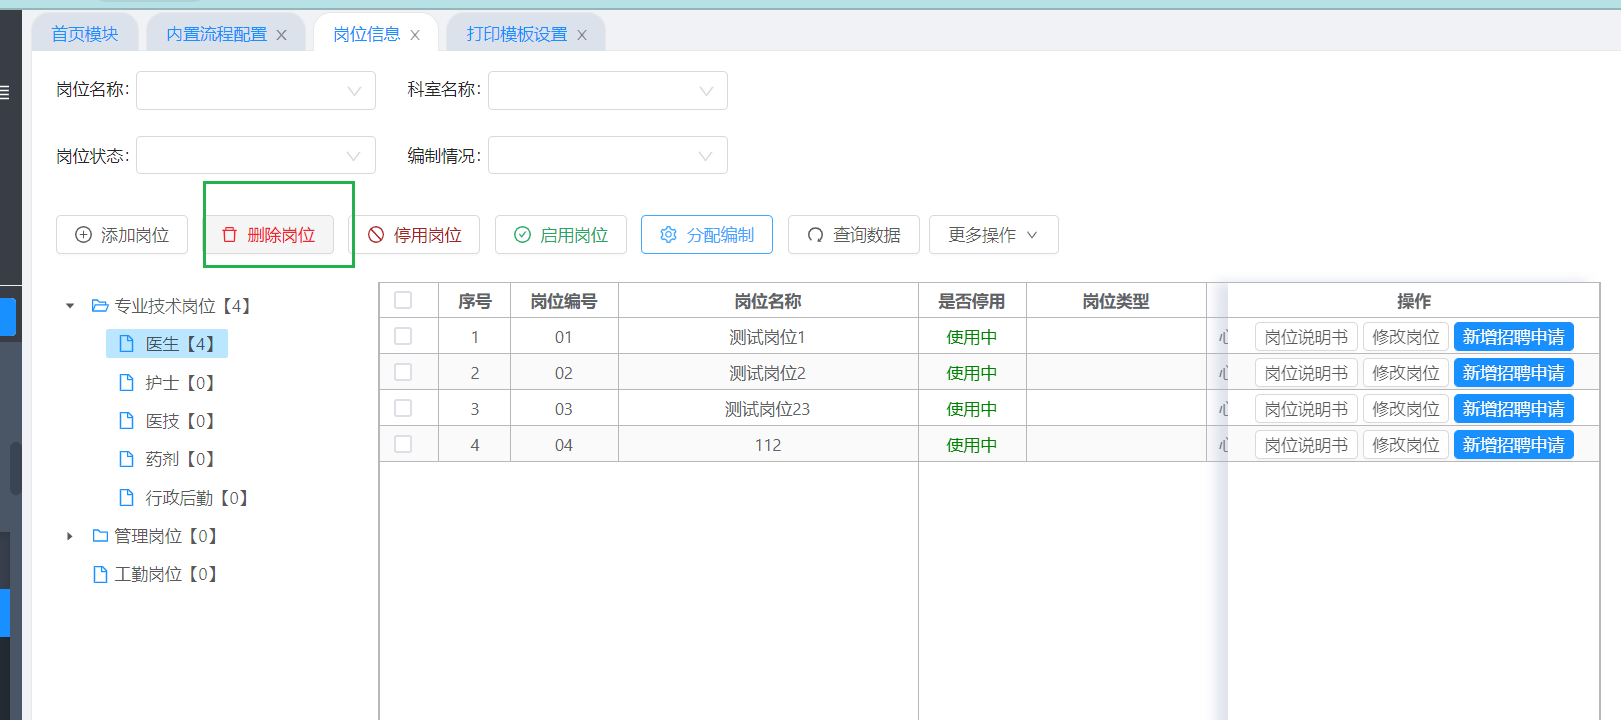 首页模块 内置流程配置 岗位信息 打印模板设置
岗位名称: 科室名称:
岗位状态: 编制情况:
添加岗位 删除岗位 停用岗位 启用岗位 分配编制 查询数据 更多操作
专业技术岗位【4】
医生【4】
护士【0】
医技【0】
药剂【0】
行政后勤【0】
管理岗位【0】
工勤岗位【0】
序号 岗位编号 岗位名称 是否停用 岗位类型 操作
1 01 测试岗位1 使用中 岗位说明书 修改岗位 新增招聘申请
2 02 测试岗位2 使用中 岗位说明书 修改岗位 新增招聘申请
3 03 测试岗位23 使用中 岗位说明书 修改岗位 新增招聘申请
4 04 112 使用中 岗位说明书 修改岗位 新增招聘申请